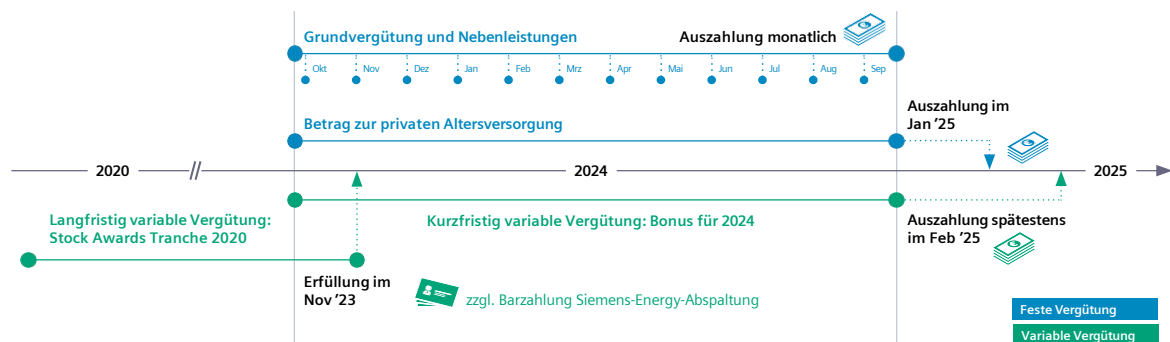 Grundvergütung und Nebenleistungen
Auszahlung monatlich
Okt Nov Dez Jan Feb Mrz Apr Mai Jun Jul Aug Sep
Betrag zur privaten Altersversorgung
Auszahlung im
Jan ’25
2020 // 2024 2025
Langfristig variable Vergütung:
Stock Awards Tranche 2020
Kurzfristig variable Vergütung: Bonus für 2024
Auszahlung spätestens
im Feb ’25
Erfüllung im
Nov ’23
zzgl. Barzahlung Siemens-Energy-Abspaltung
Feste Vergütung
Variable Vergütung